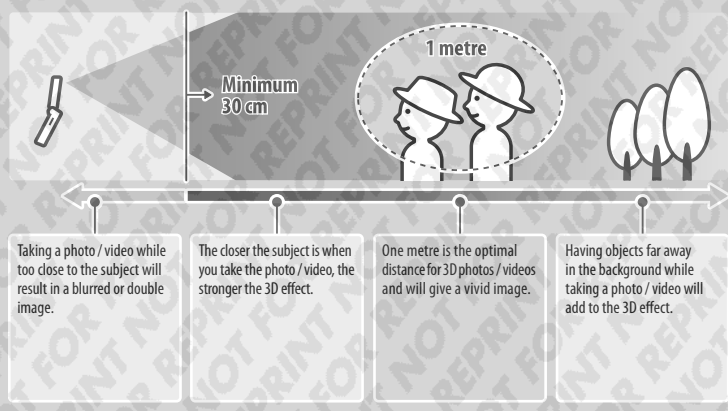 1 metre
Minimum
30 cm
Taking a photo / video while
too close to the subject will
result in a blurred or double
image.
The closer the subject is when
you take the photo / video, the
stronger the 3D effect.
One metre is the optimal
distance for 3D photos / videos
and will give a vivid image.
Having objects far away
in the background while
taking a photo / video will
add to the 3D effect.
NOT FOR REPRINT